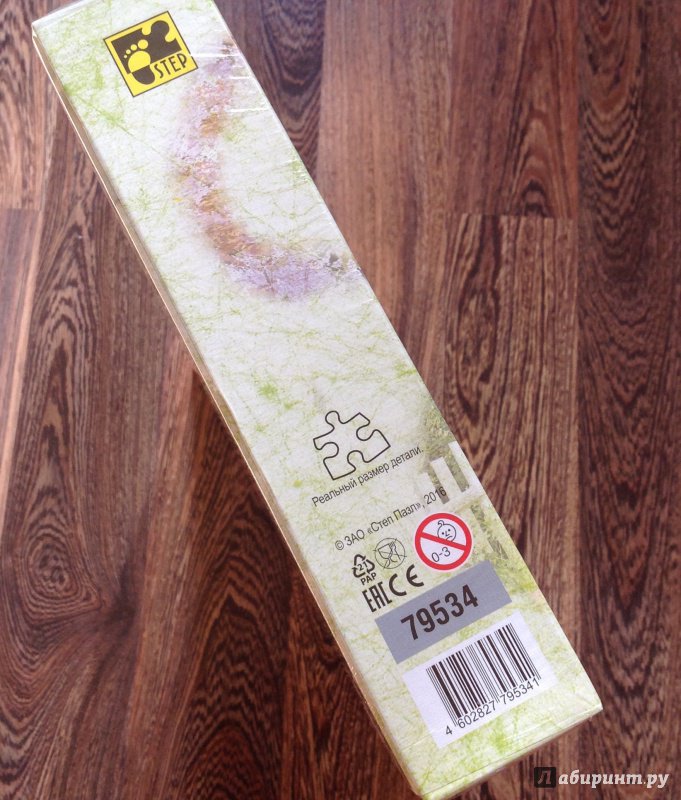 STEP
Реальный размер детали.
© ЗАО «Степ Пазл», 2016
0-3
21
PAP
EAC CE
79534
4 602827 795341
Лабиринт.ру